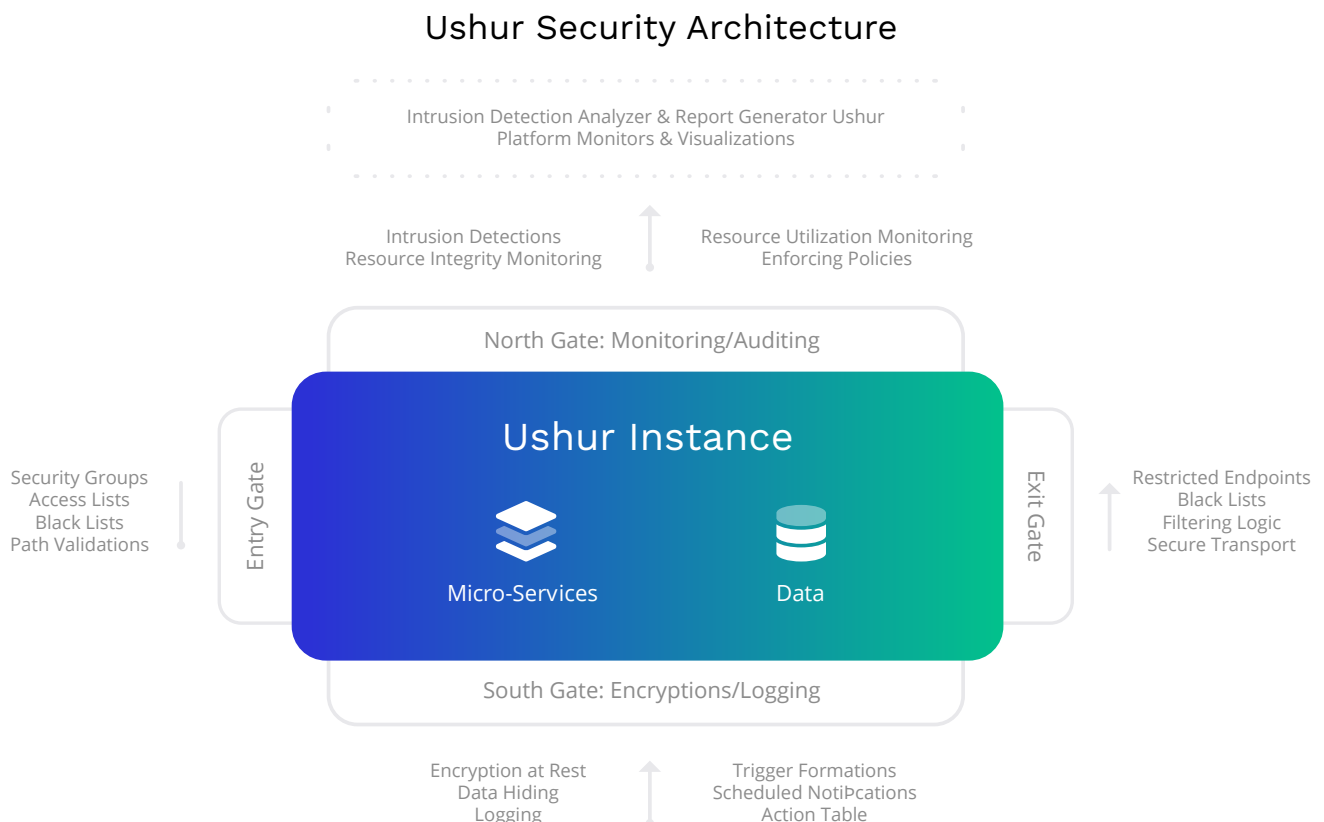 Ushur Security Architecture
Intrusion Detection Analyzer & Report Generator Ushur
Platform Monitors & Visualizations
Intrusion Detections
Resource Integrity Monitoring
Resource Utilization Monitoring
Enforcing Policies
North Gate: Monitoring/Auditing
Security Groups
Access Lists
Black Lists
Path Validations
Entry Gate
Ushur Instance
Micro-Services
Data
Exit Gate
Restricted Endpoints
Black Lists
Filtering Logic
Secure Transport
South Gate: Encryptions/Logging
Encryption at Rest
Data Hiding
Logging
Trigger Formations
Scheduled NotiÞcations
Action Table